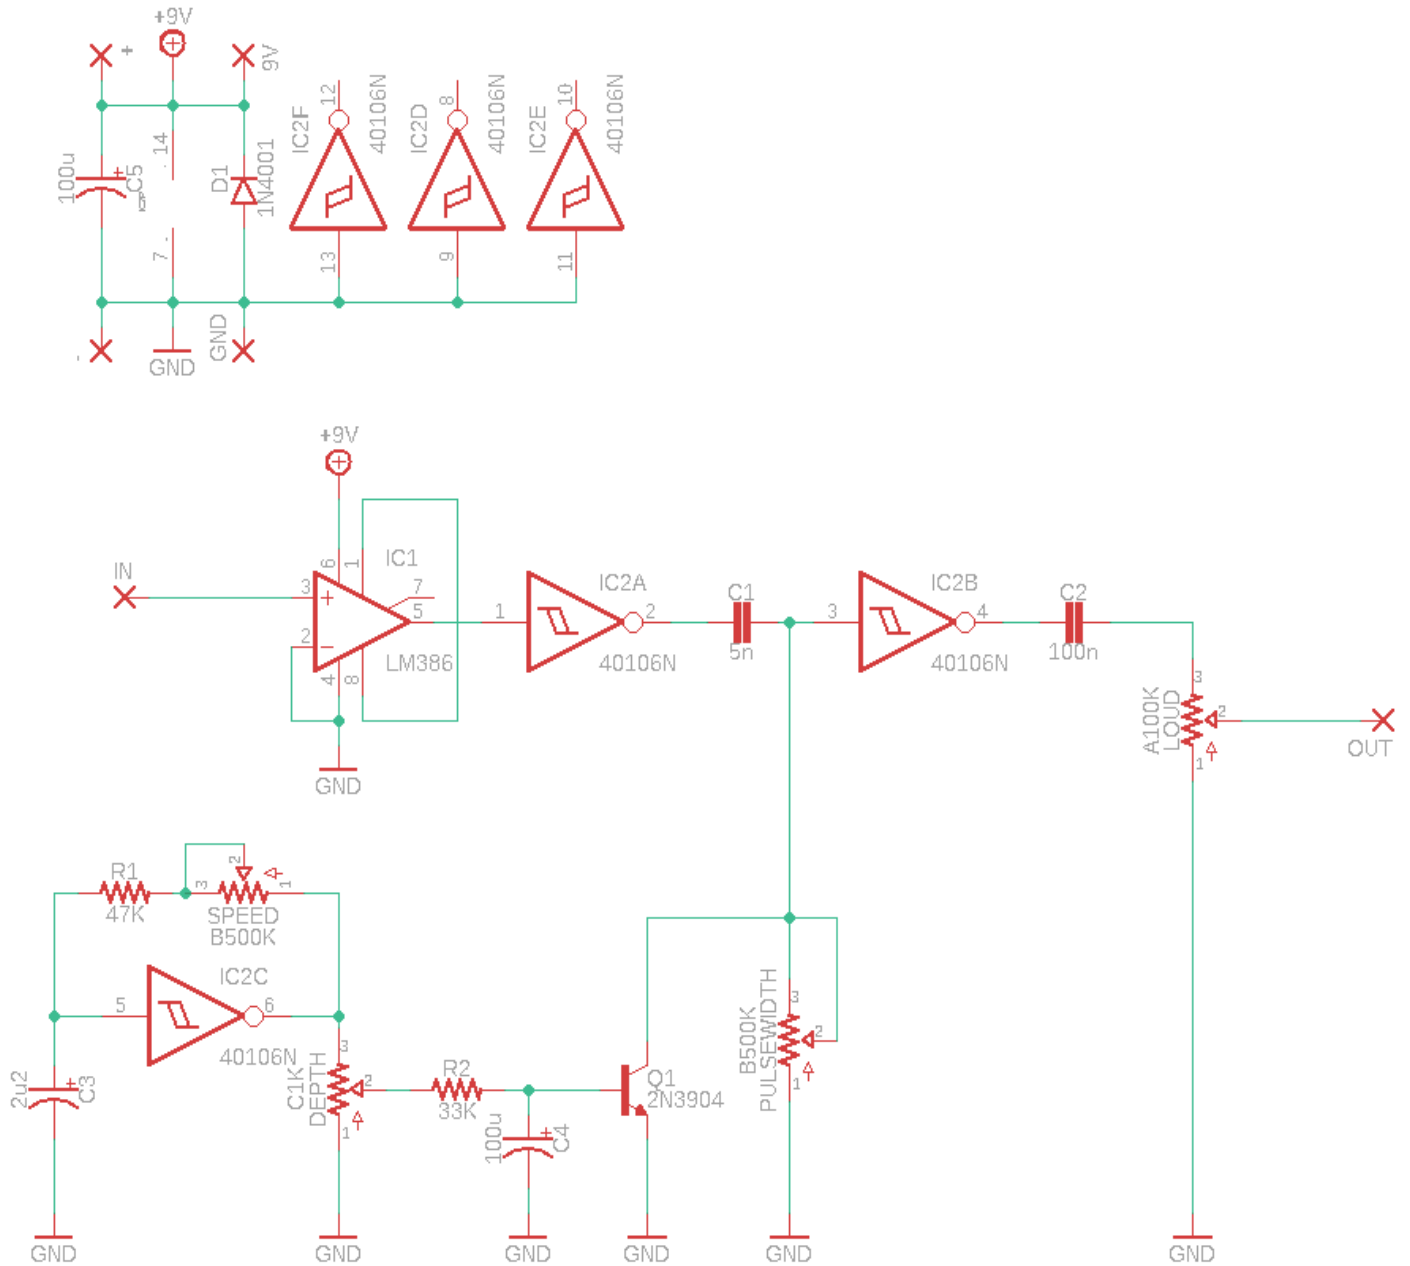 +9V
+
9V
14
100u
C5
D1
1N4001
7
GND
GND
-
IC2F
12
40106N
13
IC2D
8
40106N
9
IC2E
10
40106N
11
+9V
IN
3
2
6
1
IC1
7
5
LM386
4
8
GND
1
IC2A
2
40106N
C1
5n
3
IC2B
4
40106N
C2
100n
3
A100K
LOUD
2
1
OUT
R1
47K
3
2
1
SPEED
B500K
IC2C
5
6
40106N
2u2
C3
3
C1K
DEPTH
2
1
R2
33K
100u
C4
Q1
2N3904
B500K
PULSEWIDTH
3
2
1
GND
GND
GND
GND
GND
GND